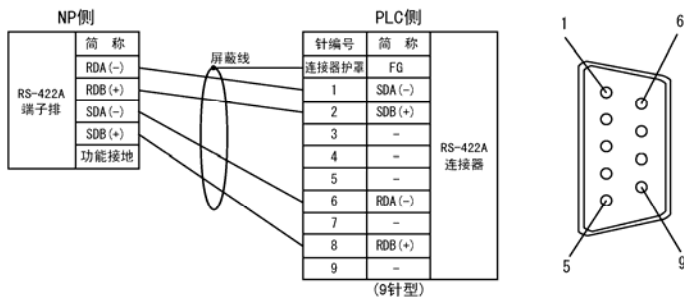 NP侧
PLC侧
RS-422A
端子排
简 称
RDA(-)
RDB(+)
SDA(-)
SDB(+)
功能接地
屏蔽线
针编号 简 称
连接器护罩 FG
1 SDA(-)
2 SDB(+)
3 -
4 -
5 -
6 RDA(-)
7 -
8 RDB(+)
9 -
RS-422A
连接器
(9针型)
1
6
5
9